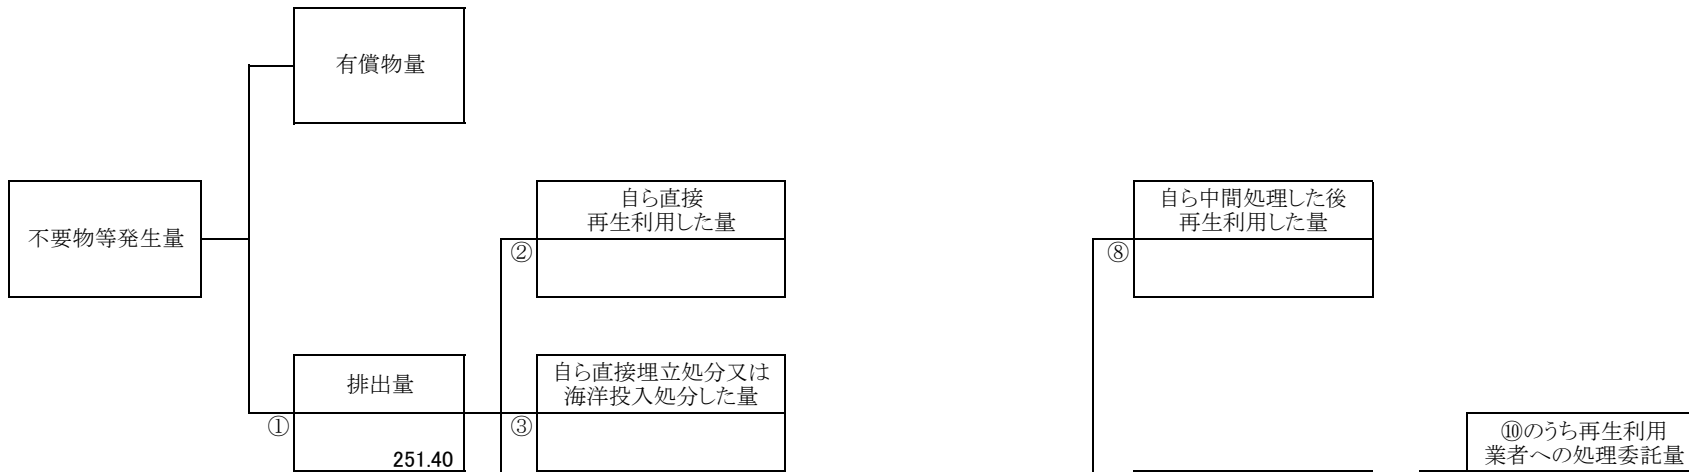 有償物量
不要物等発生量
自ら直接
再生利用した量
②
自ら中間処理した後
再生利用した量
⑧
排出量
①
251.40
自ら直接埋立処分又は
海洋投入処分した量
③
⑩のうち再生利用
業者への処理委託量